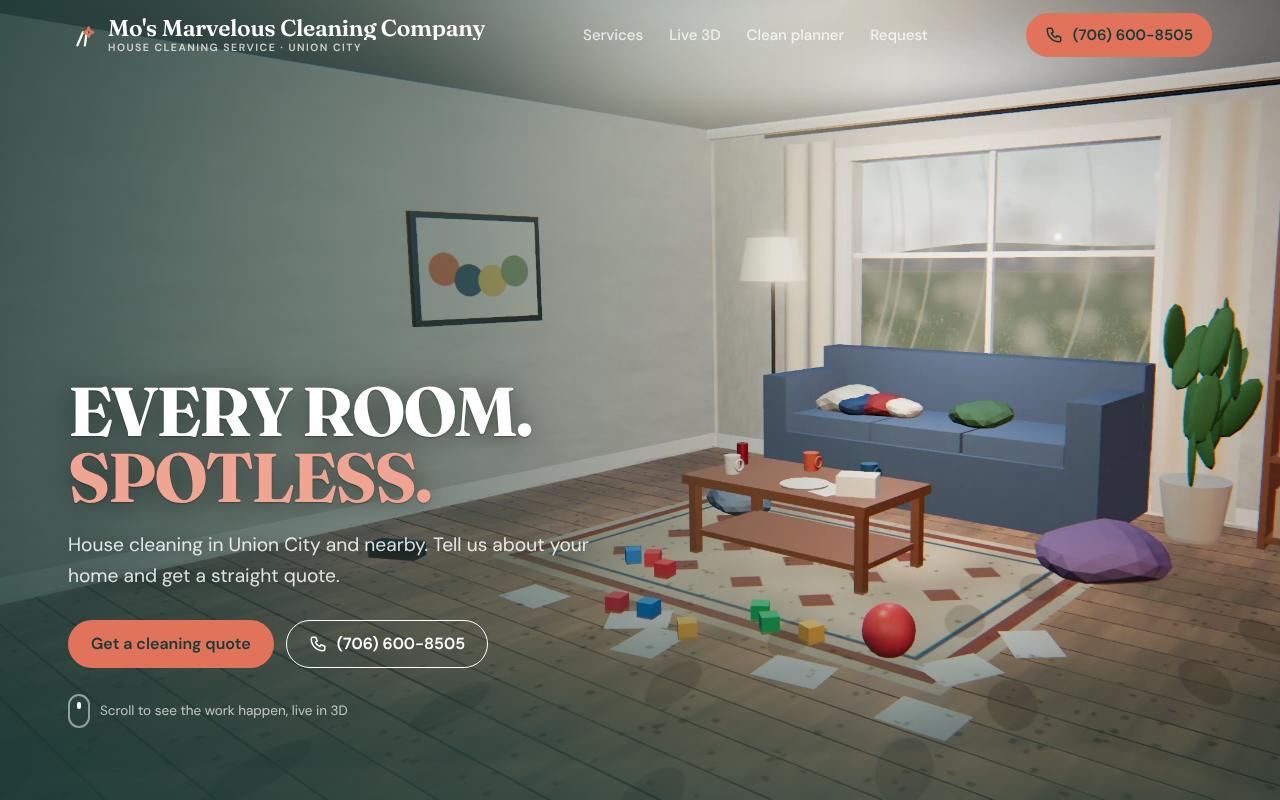 Mo's Marvelous Cleaning Company
HOUSE CLEANING SERVICE · UNION CITY
Services
Live 3D
Clean planner
Request
(706) 600-8505
EVERY ROOM.
SPOTLESS.
House cleaning in Union City and nearby. Tell us about your
home and get a straight quote.
Get a cleaning quote
(706) 600-8505
Scroll to see the work happen, live in 3D